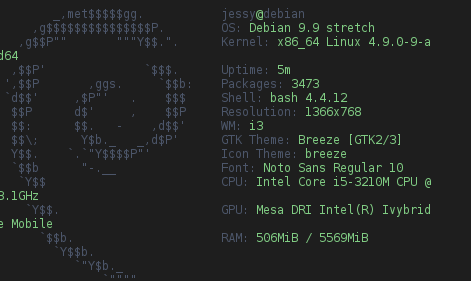 _,met$$$$$gg. jessy@debian
,g$$$$$$$$$$$$$$$P. OS: Debian 9.9 stretch
,g$$P"" """Y$$.". Kernel: x86_64 Linux 4.9.0-9-a
d64
,$$P' `$$$. Uptime: 5m
',$$P ,ggs. `$$b: Packages: 3473
`d$$' ,$P"' . $$$ Shell: bash 4.4.12
$$P d$' , $$P Resolution: 1366x768
$$: $$. - ,d$$' WM: i3
$$\; Y$b._ _,d$P' GTK Theme: Breeze [GTK2/3]
Y$$. `.`"Y$$$$P"' Icon Theme: breeze
`$$b "-.__ Font: Noto Sans Regular 10
`Y$$ CPU: Intel Core i5-3210M CPU @
3.1GHz
`Y$$. GPU: Mesa DRI Intel(R) Ivybrid
e Mobile
`$$b. RAM: 506MiB / 5569MiB
`Y$$b.
`"Y$b._
`""""